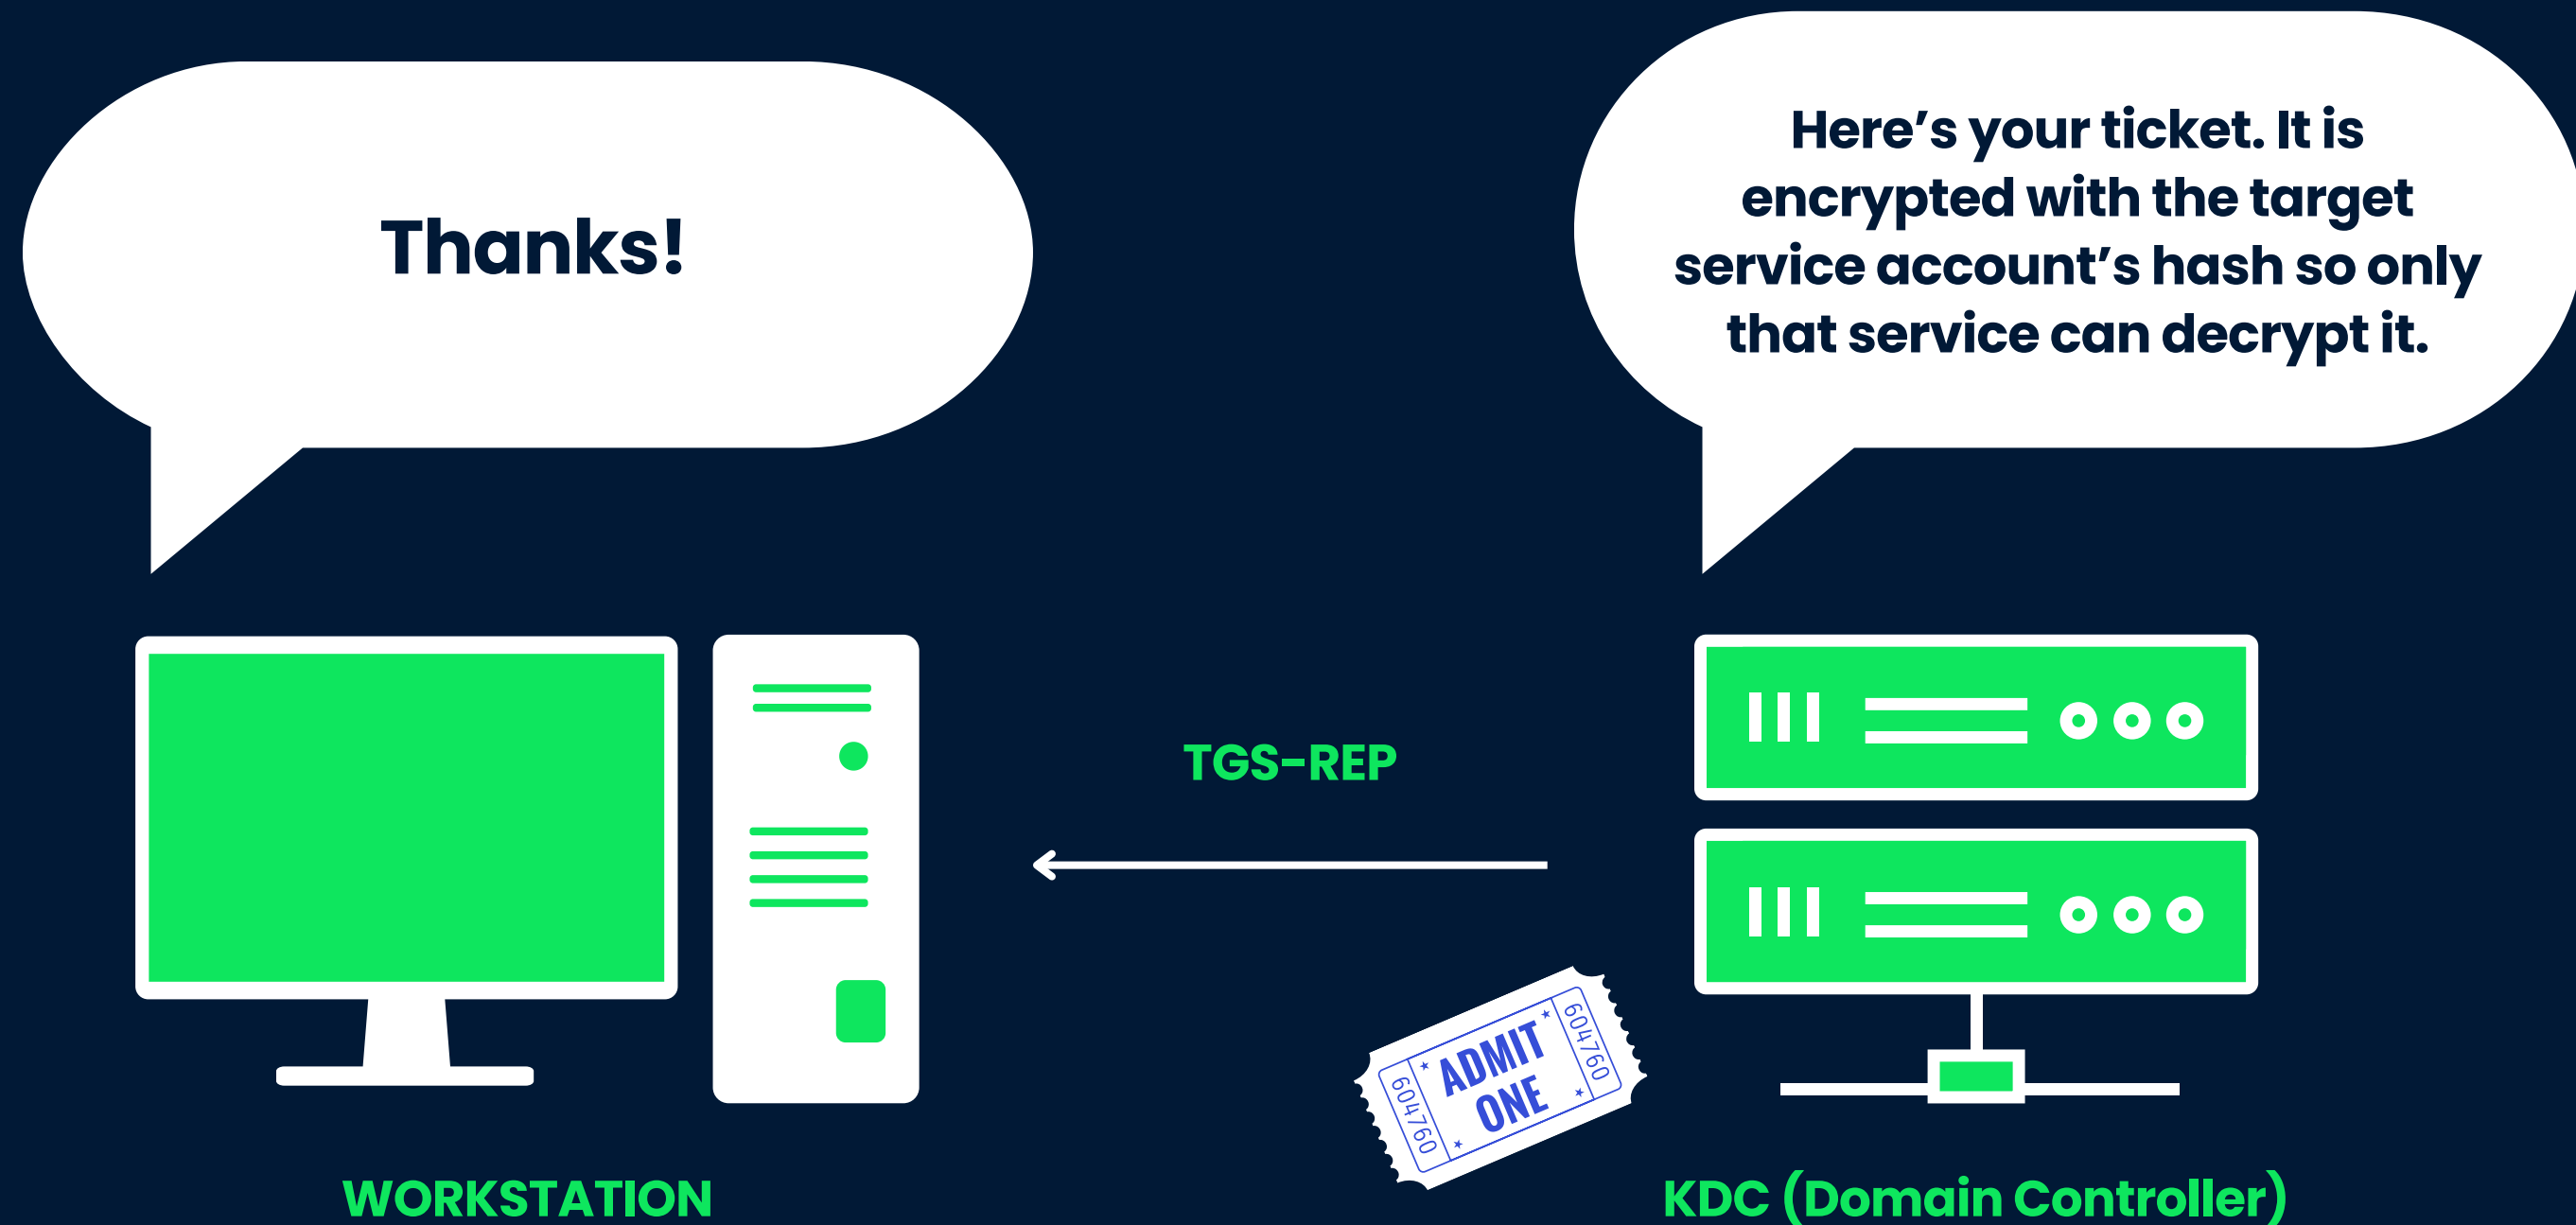 Thanks!
Here’s your ticket. It is
encrypted with the target
service account’s hash so only
that service can decrypt it.
TGS-REP
ADMIT
ONE
604760
604760
WORKSTATION
KDC (Domain Controller)